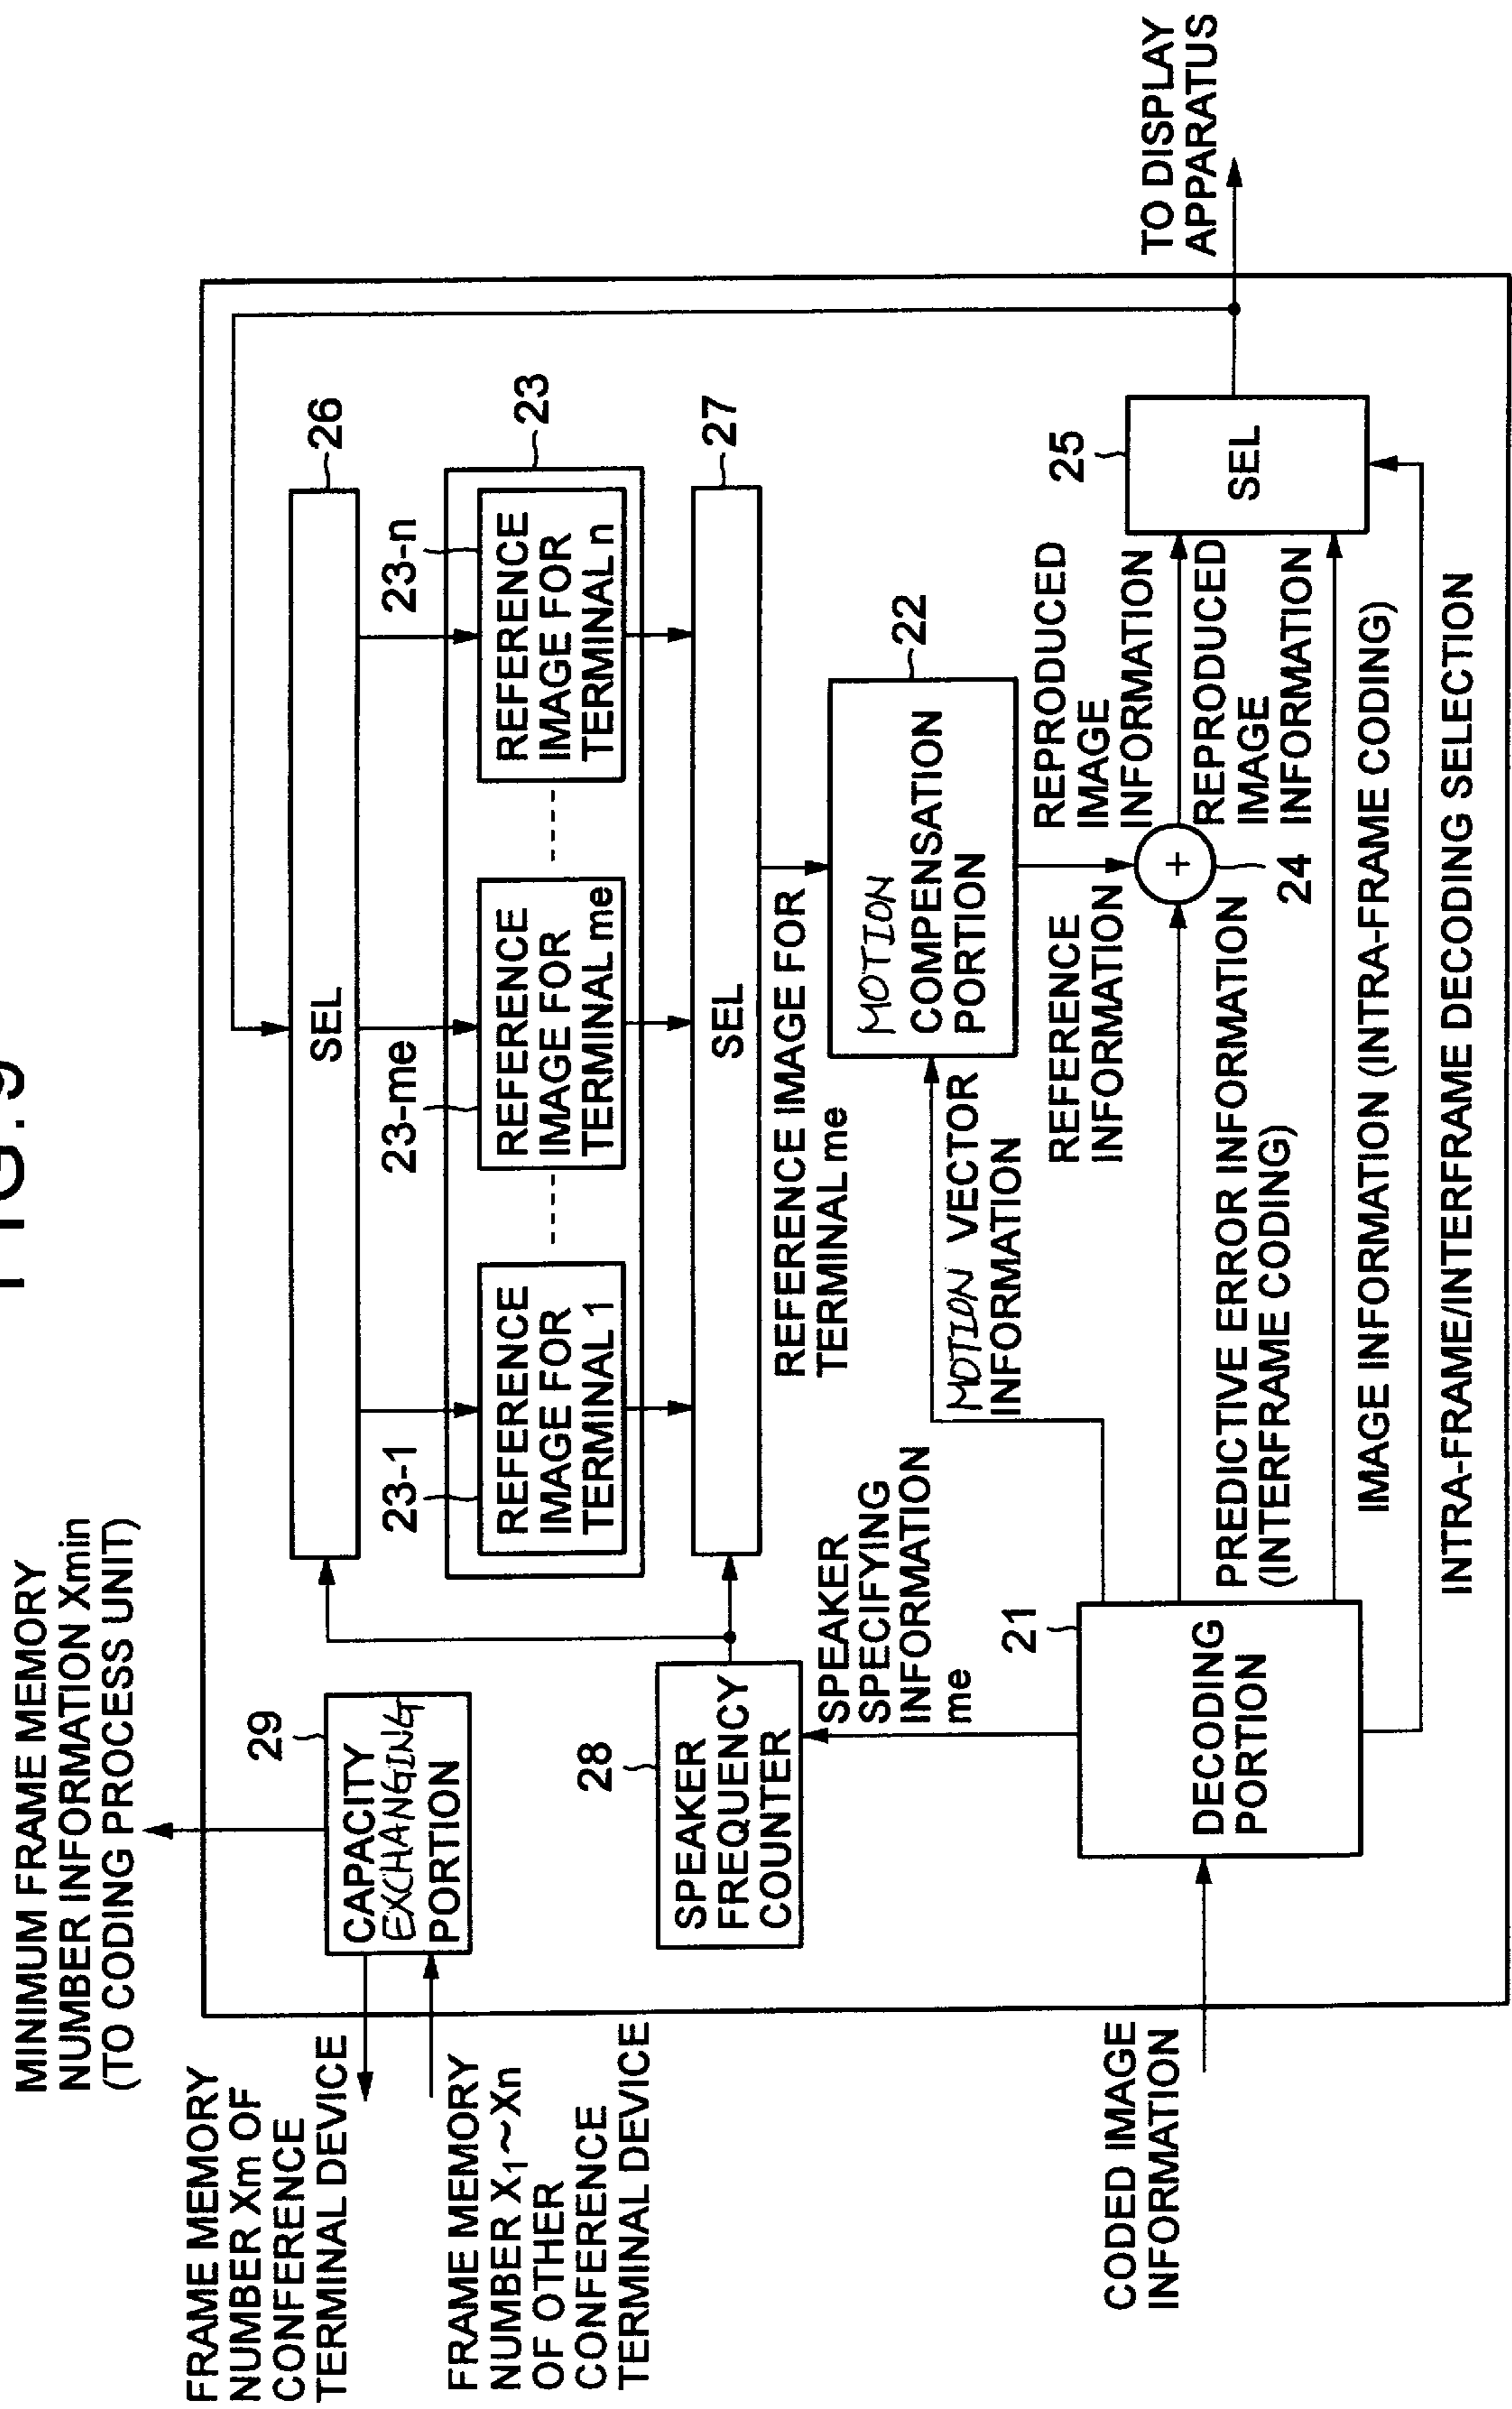 FIG. 9
MINIMUM FRAME MEMORY
NUMBER INFORMATION Xmin
(TO CODING PROCESS UNIT)
FRAME MEMORY
NUMBER Xm OF
CONFERENCE
TERMINAL DEVICE
FRAME MEMORY
NUMBER X1~Xn
OF OTHER
CONFERENCE
TERMINAL DEVICE
29
CAPACITY
EXCHANGING
PORTION
SEL
26
23-1
23-me
23-n
23
REFERENCE
IMAGE FOR
TERMINAL 1
REFERENCE
IMAGE FOR
TERMINAL me
REFERENCE
IMAGE FOR
TERMINAL n
SEL
27
28
SPEAKER
FREQUENCY
COUNTER
SPEAKER
SPECIFYING
INFORMATION
me
REFERENCE IMAGE FOR
TERMINAL me
MOTION
COMPENSATION
PORTION
22
MOTION VECTOR
INFORMATION
REFERENCE
INFORMATION
REPRODUCED
IMAGE
INFORMATION
+
24
REPRODUCED
IMAGE
INFORMATION
25
SEL
TO DISPLAY
APPARATUS
CODED IMAGE
INFORMATION
21
DECODING
PORTION
PREDICTIVE ERROR INFORMATION
(INTERFRAME CODING)
IMAGE INFORMATION (INTRA-FRAME CODING)
INTRA-FRAME/INTERFRAME DECODING SELECTION